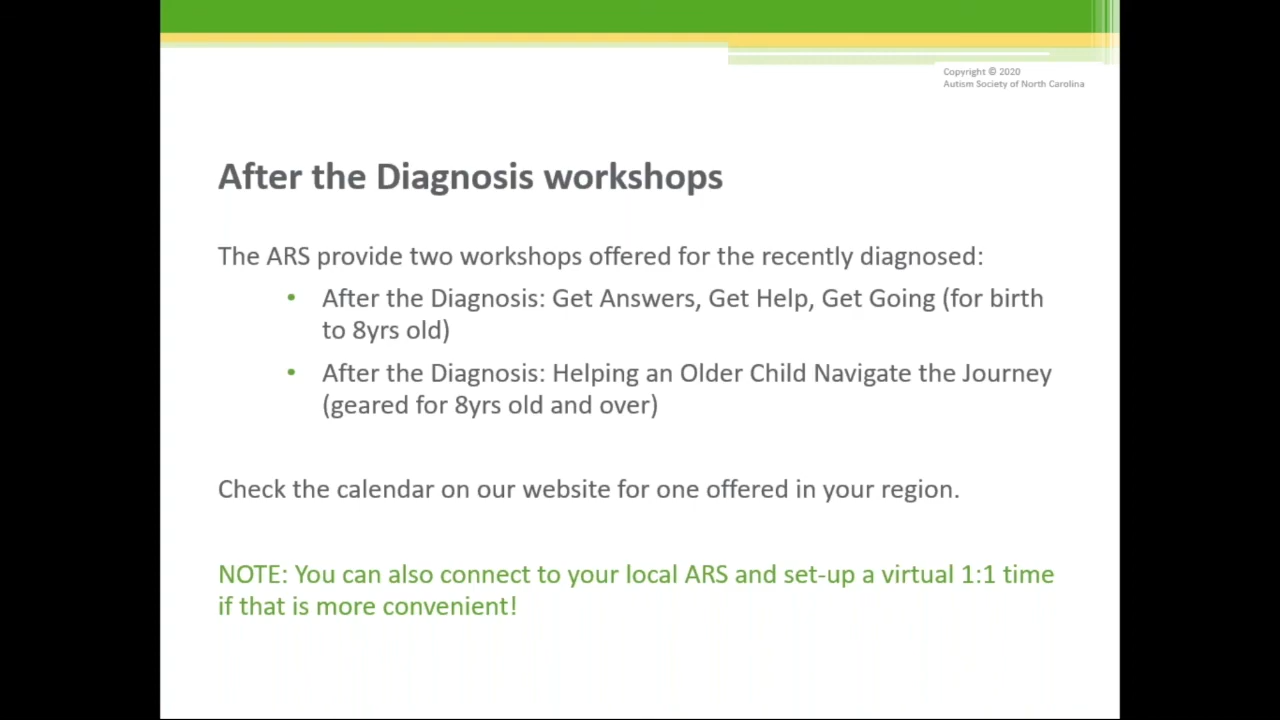 Copyright © 2020
Autism Society of North Carolina
After the Diagnosis workshops
The ARS provide two workshops offered for the recently diagnosed:
• After the Diagnosis: Get Answers, Get Help, Get Going (for birth
to 8yrs old)
• After the Diagnosis: Helping an Older Child Navigate the Journey
(geared for 8yrs old and over)
Check the calendar on our website for one offered in your region.
NOTE: You can also connect to your local ARS and set-up a virtual 1:1 time
if that is more convenient!